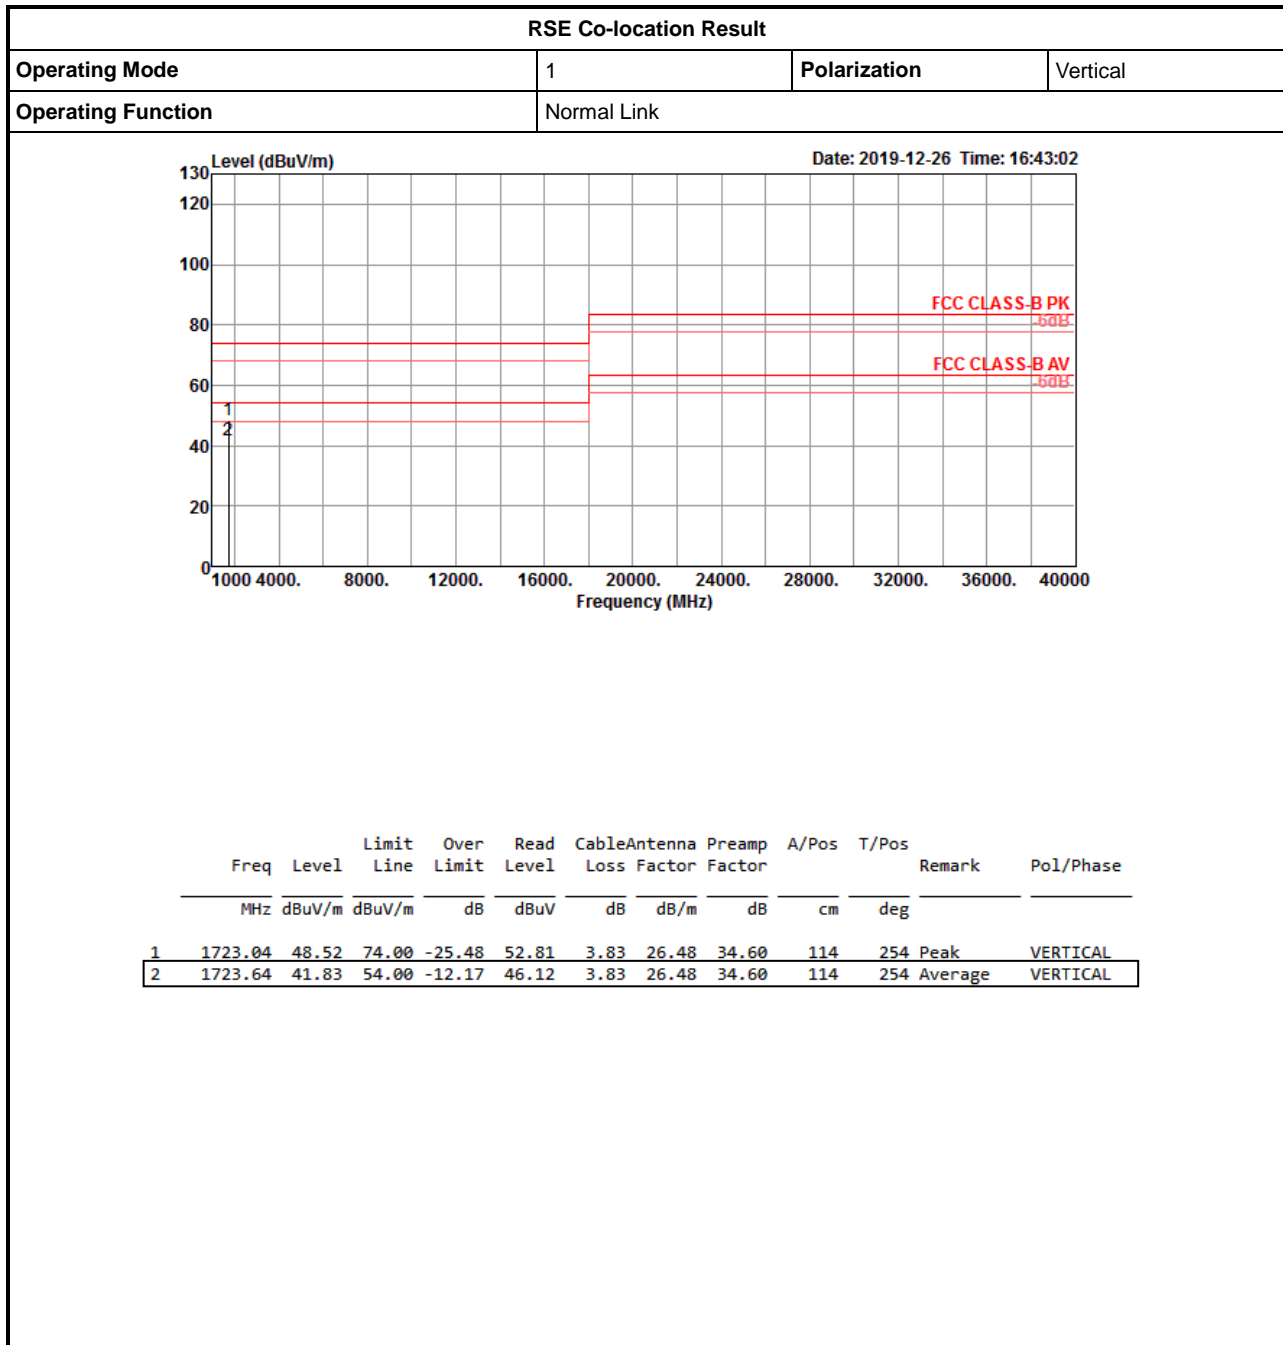 RSE Co-location Result
Operating Mode 1 Polarization Vertical
Operating Function Normal Link
Level (dBuV/m) Date: 2019-12-26 Time: 16:43:02
130
120
100
FCC CLASS-B PK
80
-6dB
FCC CLASS-B AV
60
-6dB
1
2
40
20
0
1000 4000. 8000. 12000. 16000. 20000. 24000. 28000. 32000. 36000. 40000
Frequency (MHz)
Limit Over Read CableAntenna Preamp A/Pos T/Pos
Freq Level Line Limit Level Loss Factor Factor Remark Pol/Phase
MHz dBuV/m dBuV/m dB dBuV dB dB/m dB cm deg
1 1723.04 48.52 74.00 -25.48 52.81 3.83 26.48 34.60 114 254 Peak VERTICAL
2 1723.64 41.83 54.00 -12.17 46.12 3.83 26.48 34.60 114 254 Average VERTICAL